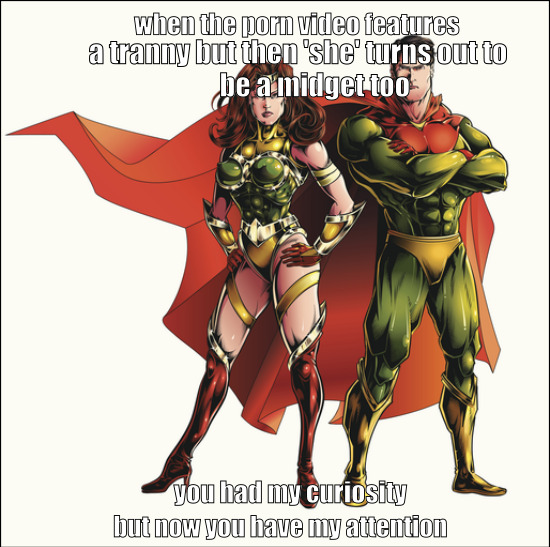 when the porn video features
a tranny but then 'she' turns out to
be a midget too
you had my curiosity
but now you have my attention